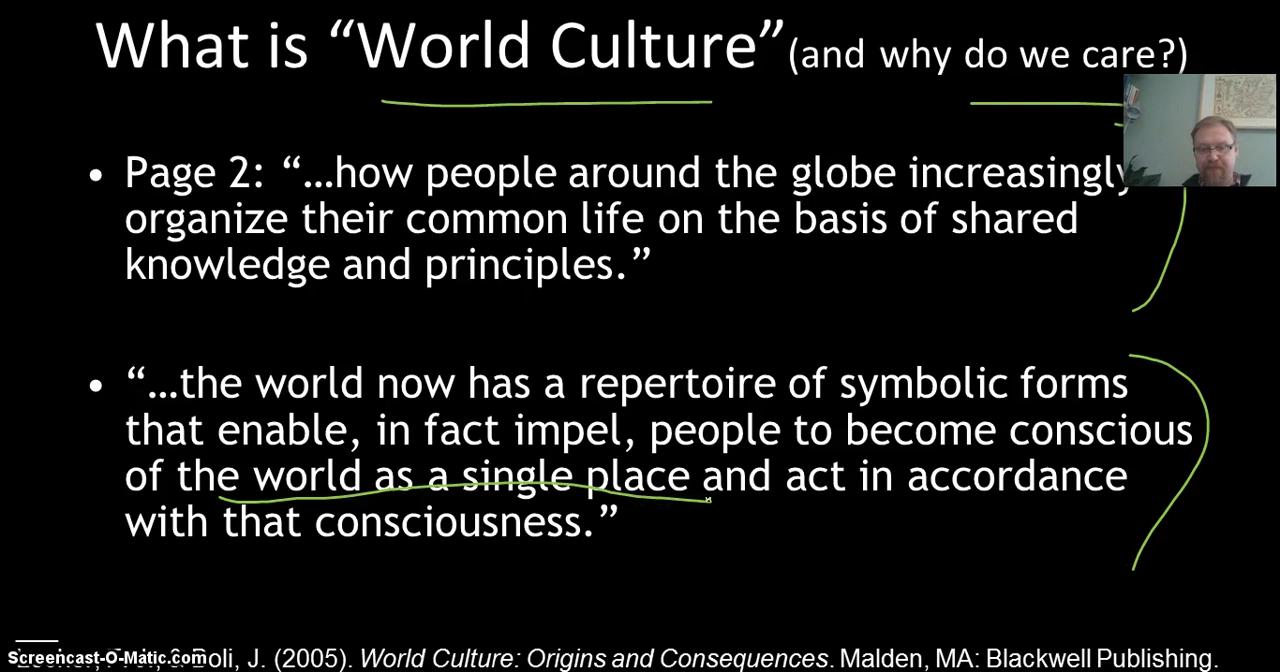 What is “World Culture” (and why do we care?)
• Page 2: “…how people around the globe increasingly
organize their common life on the basis of shared
knowledge and principles.”
• “…the world now has a repertoire of symbolic forms
that enable, in fact impel, people to become conscious
of the world as a single place and act in accordance
with that consciousness.”
Screencast-O-Matic.com
Boli, J. (2005). World Culture: Origins and Consequences. Malden, MA: Blackwell Publishing.